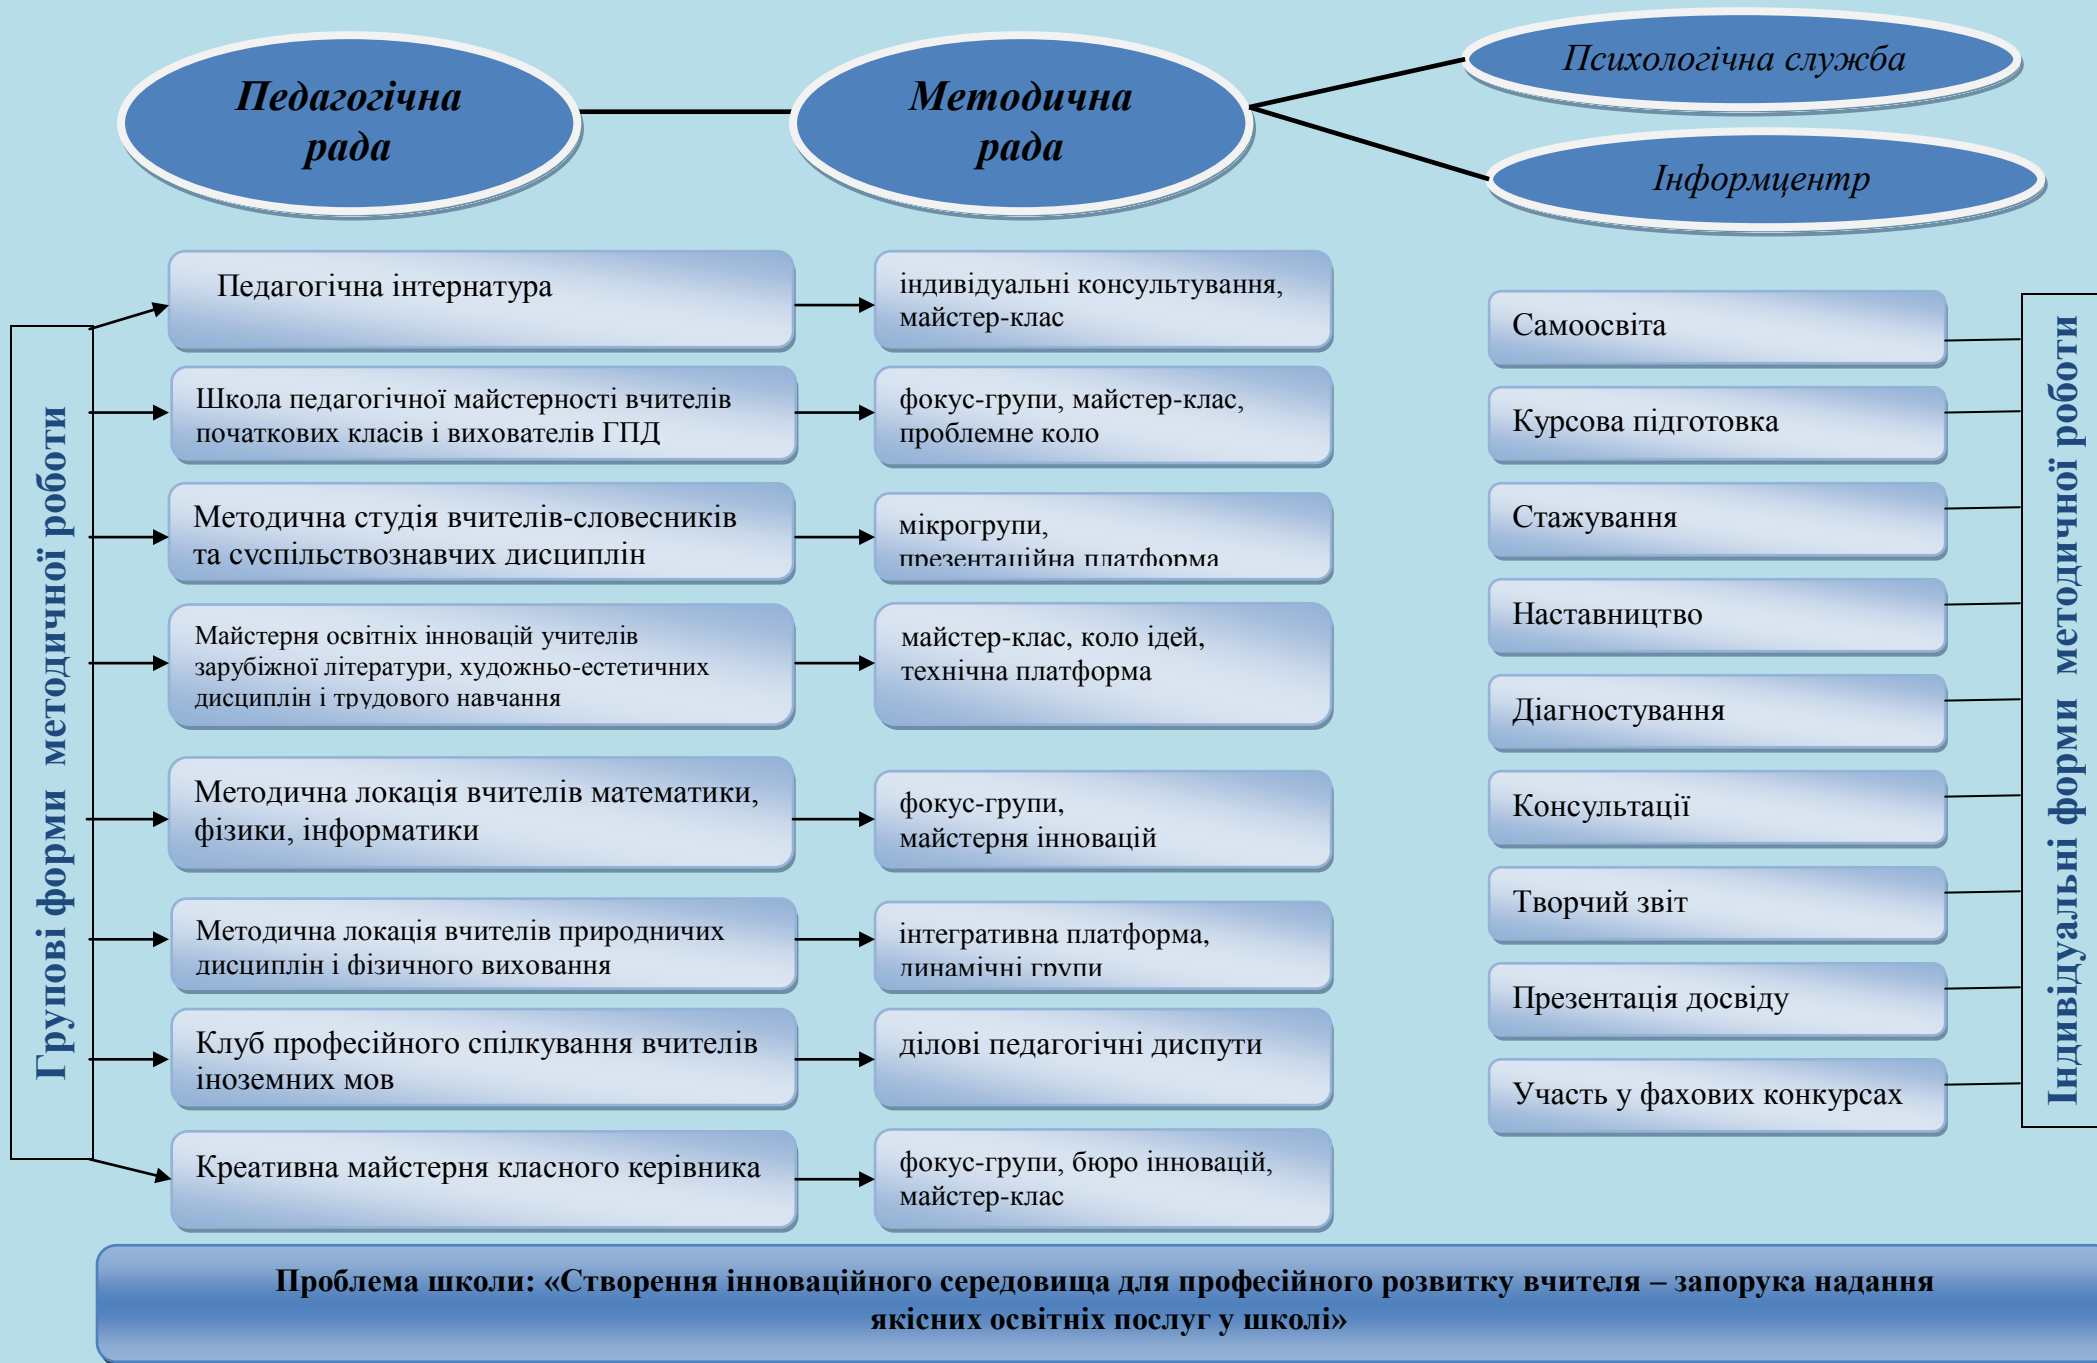 Педагогічна
рада
Методична
рада
Психологічна служба
Інформцентр
Групові форми методичної роботи
Педагогічна інтернатура
індивідуальні консультування,
майстер-клас
Школа педагогічної майстерності вчителів
початкових класів і вихователів ГПД
фокус-групи, майстер-клас,
проблемне коло
Методична студія вчителів-словесників
та суспільствознавчих дисциплін
мікрогрупи,
презентаційна платформа
Майстерня освітніх інновацій учителів
зарубіжної літератури, художньо-естетичних
дисциплін і трудового навчання
майстер-клас, коло ідей,
технічна платформа
Методична локація вчителів математики,
фізики, інформатики
фокус-групи,
майстерня інновацій
Методична локація вчителів природничих
дисциплін і фізичного виховання
інтегративна платформа,
динамічні групи
Клуб професійного спілкування вчителів
іноземних мов
ділові педагогічні диспути
Креативна майстерня класного керівника
фокус-групи, бюро інновацій,
майстер-клас
Самоосвіта
Курсова підготовка
Стажування
Наставництво
Діагностування
Консультації
Творчий звіт
Презентація досвіду
Участь у фахових конкурсах
Індивідуальні форми методичної роботи
Проблема школи: «Створення інноваційного середовища для професійного розвитку вчителя – запорука надання
якісних освітніх послуг у школі»